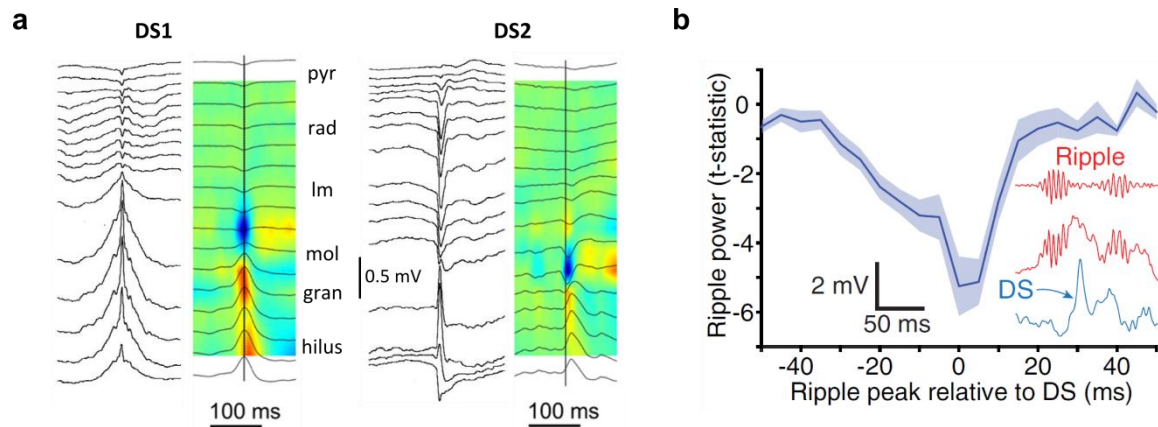 a
DS1
DS2
pyr
rad
lm
mol
gran
hilus
0.5 mV
100 ms
100 ms
b
Ripple power (t-statistic)
0
-2
-4
-6
-40
-20
0
20
40
Ripple peak relative to DS (ms)
2 mV
50 ms
Ripple
DS